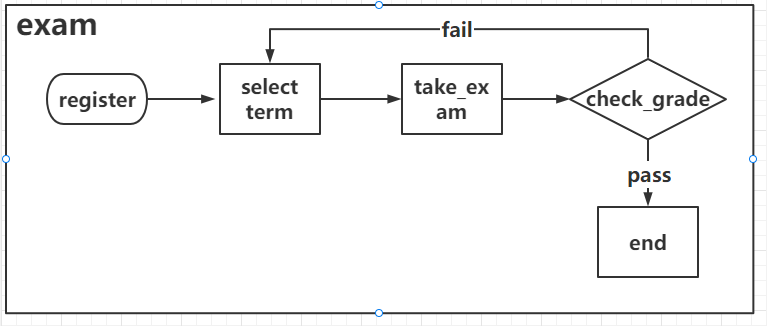 exam
fail
register
select
term
take_ex
am
check_grade
pass
end